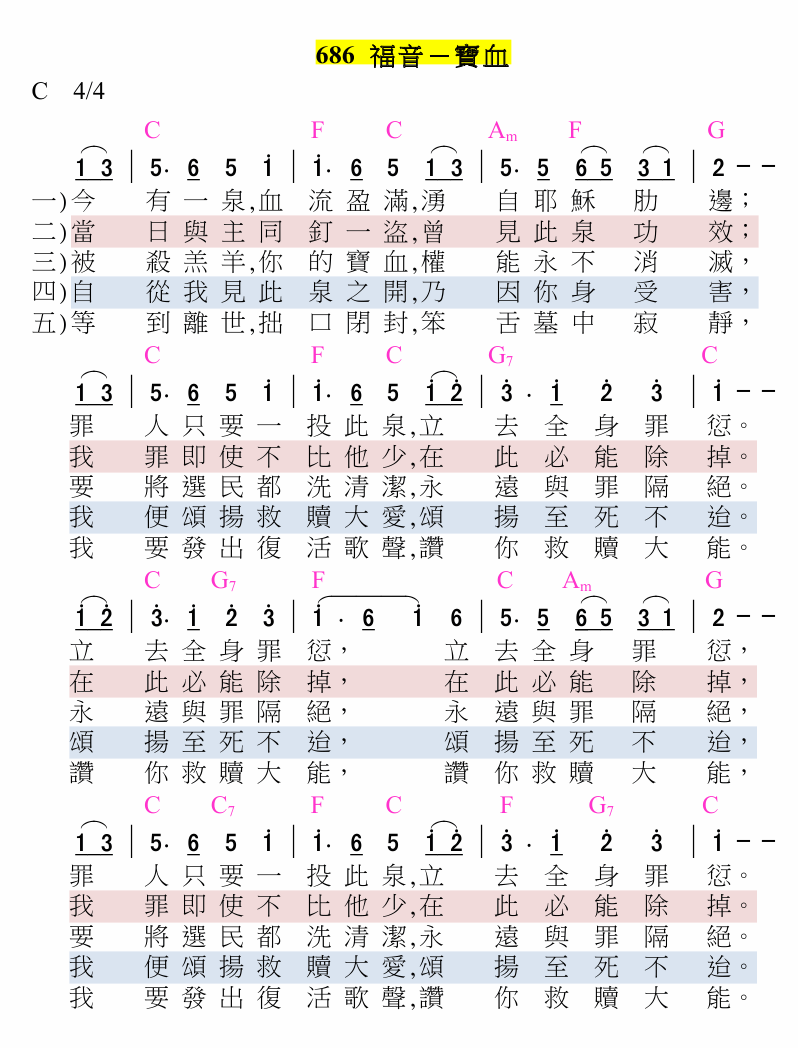 686 福音－寶血
C 4/4
C F C Am F G
1 3 | 5· 6 5 i | i· 6 5 1 3 | 5· 5 6 5 3 1 | 2 － －
一)今 有一泉,血 流盈滿,湧 自耶穌肋 邊；
二)當 日與主同 釘一盜,曾 見此泉功 效；
三)被 殺羔羊,你 的寶血,權 能永不消 滅，
四)自 從我見此 泉之開,乃 因你身受 害，
五)等 到離世,拙 口閉封,笨 舌墓中寂 靜，
C F C G7 C
1 3 | 5· 6 5 i | i· 6 5 i 2̇ | 3̇ · i 2̇ 3̇ | i － －
罪 人只要一 投此泉,立 去全身罪 愆。
我 罪即使不 比他少,在 此必能除 掉。
要 將選民都 洗清潔,永 遠與罪隔 絕。
我 便頌揚救 贖大愛,頌 揚至死不 迨。
我 要發出復 活歌聲,讚 你救贖大 能。
C G7 F C Am G
i 2̇ | 3̇· i 2̇ 3̇ | i · 6 i 6 | 5· 5 6 5 3 1 | 2 － －
立 去全身罪 愆， 立 去全身罪 愆，
在 此必能除 掉， 在 此必能除 掉，
永 遠與罪隔 絕， 永 遠與罪隔 絕，
頌 揚至死不 迨， 頌 揚至死不 迨，
讚 你救贖大 能， 讚 你救贖大 能，
C C7 F C F G7 C
1 3 | 5· 6 5 i | i· 6 5 i 2̇ | 3̇ · i 2̇ 3̇ | i － －
罪 人只要一 投此泉,立 去全身罪 愆。
我 罪即使不 比他少,在 此必能除 掉。
要 將選民都 洗清潔,永 遠與罪隔 絕。
我 便頌揚救 贖大愛,頌 揚至死不 迨。
我 要發出復 活歌聲,讚 你救贖大 能。